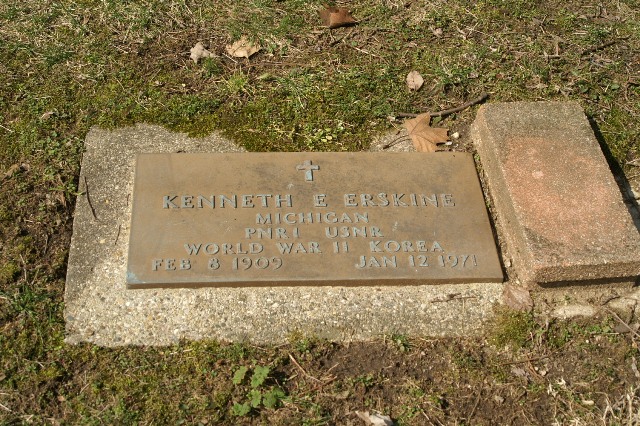 KENNETH E ERSKINE
MICHIGAN
PNR1 USNR
WORLD WAR II KOREA
FEB 8 1909 JAN 12 1971